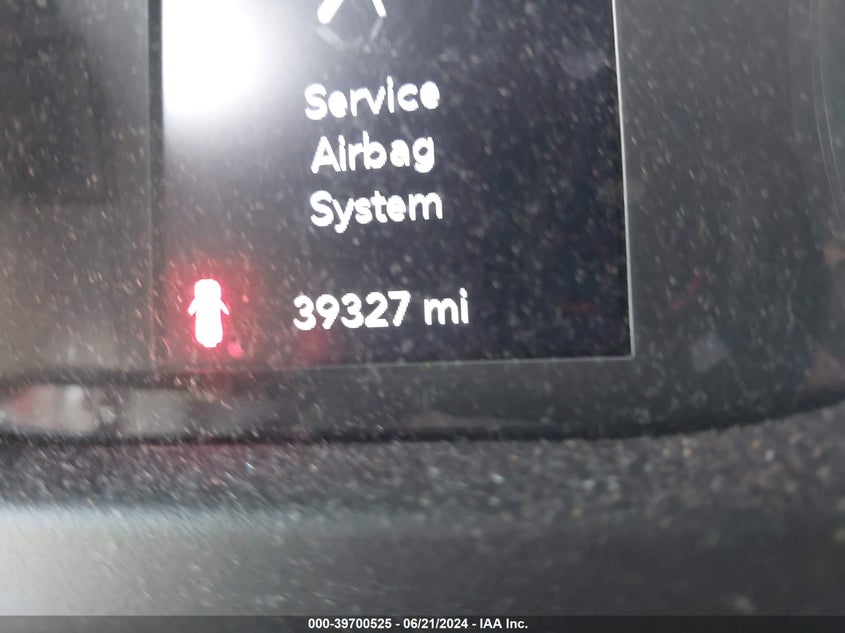 Service
Airbag
System
39327 mi
000-39700525 - 06/21/2024 - IAA Inc.